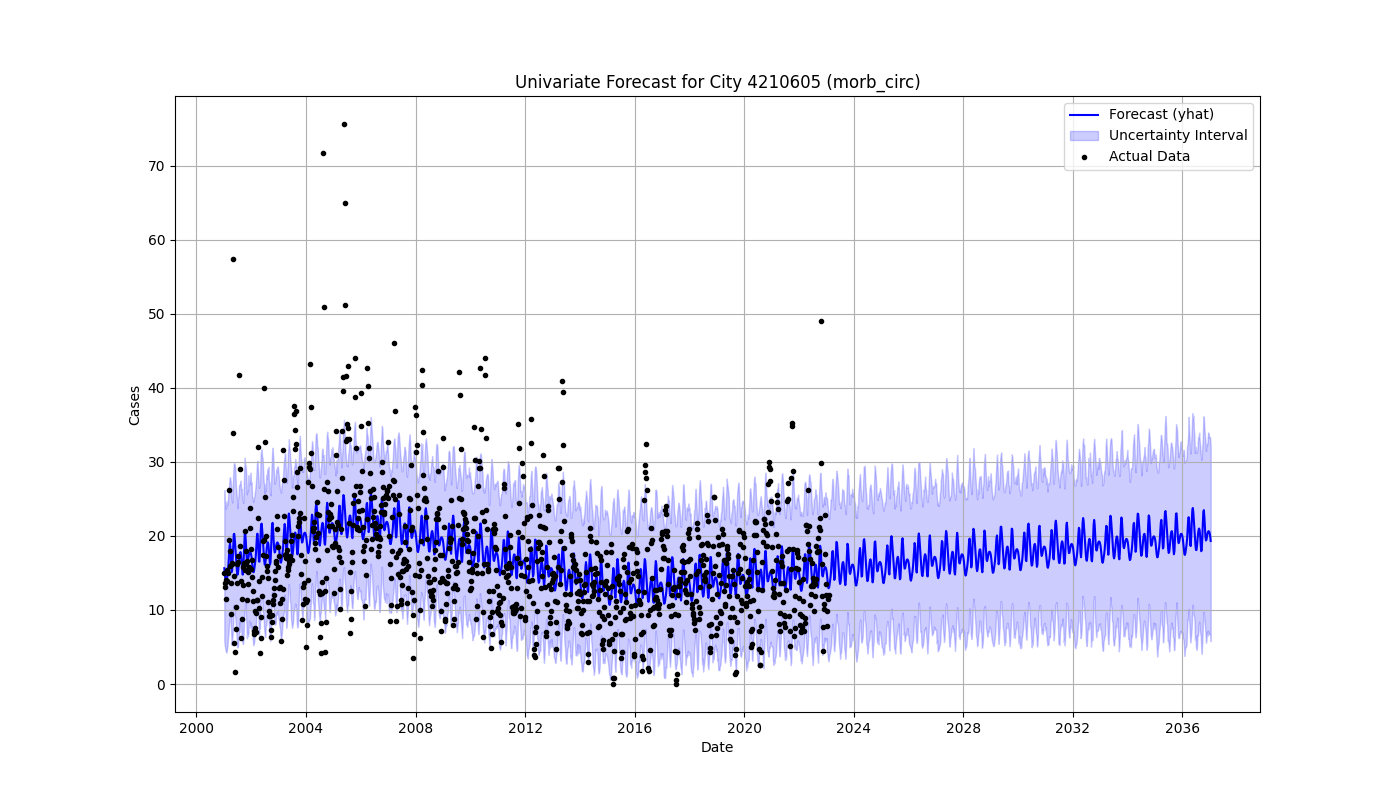 Univariate Forecast for City 4210605 (morb_circ)
Forecast (yhat)
Uncertainty Interval
Actual Data
Cases
70
60
50
40
30
20
10
0
2000 2004 2008 2012 2016 2020 2024 2028 2032 2036
Date